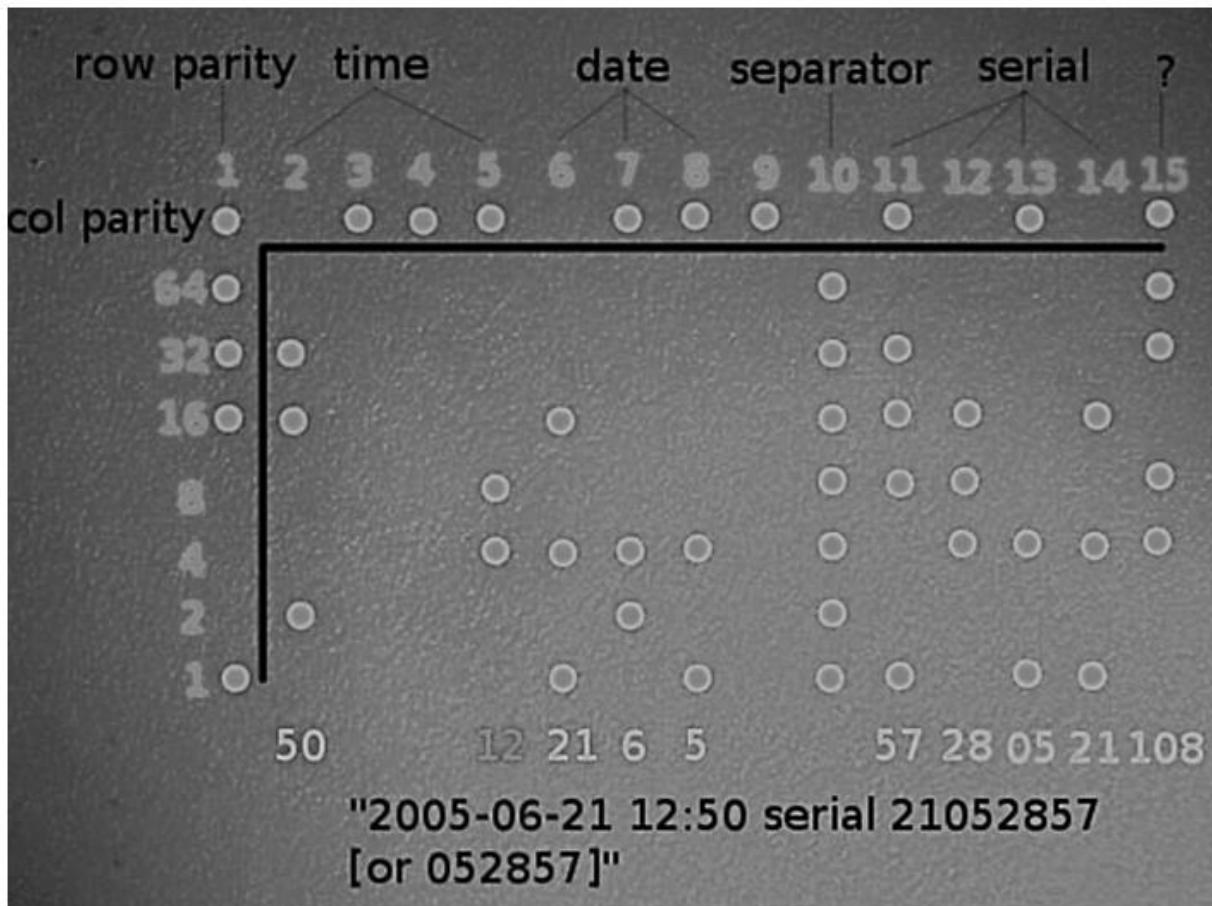 row parity time date separator serial ?
1 2 3 4 5 6 7 8 9 10 11 12 13 14 15
col parity
64
32
16
8
4
2
1
50 12 21 6 5 57 28 05 21 108
"2005-06-21 12:50 serial 21052857
[or 052857]"